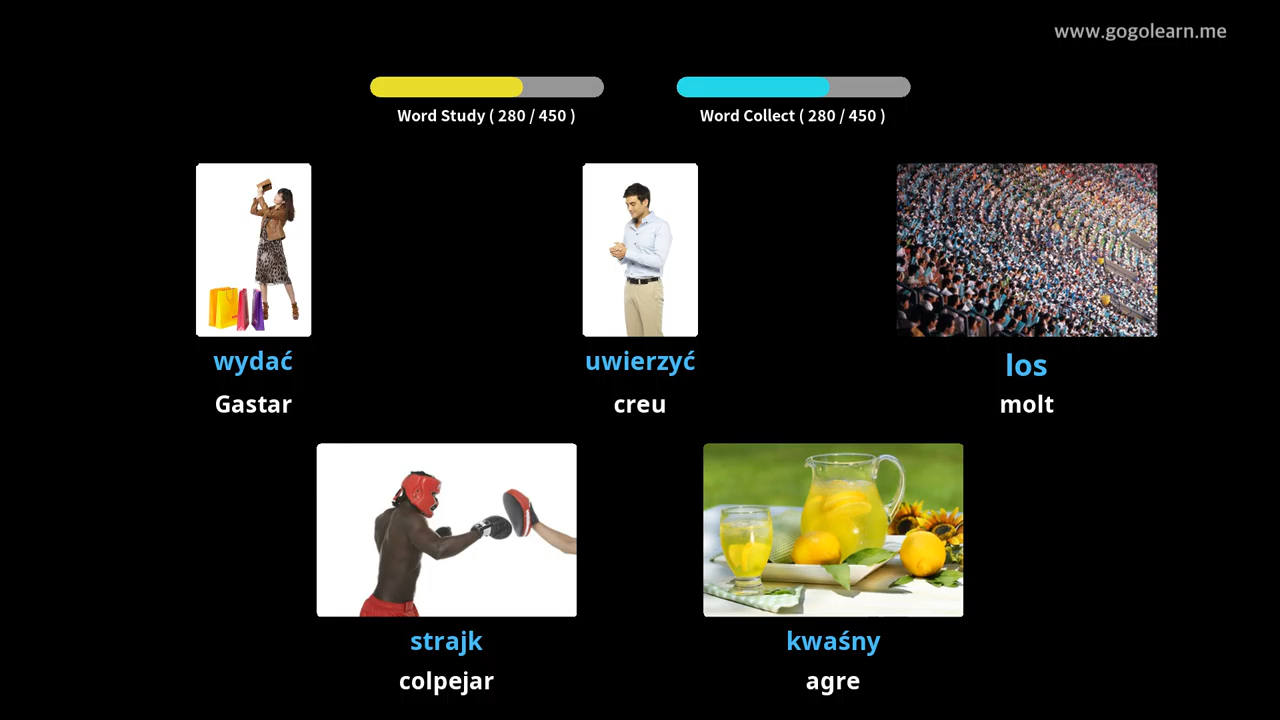 www.gogolearn.me
Word Study ( 280 / 450 )
Word Collect ( 280 / 450 )
wydać
uwierzyć
los
Gastar
creu
molt
strajk
kwaśny
colpejar
agre